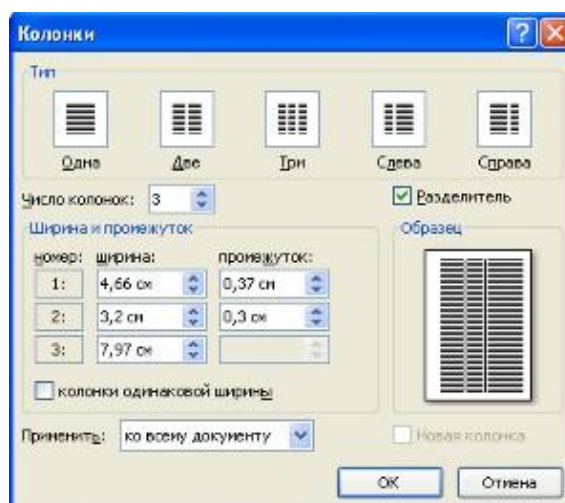 Колонки
Тип
Одна Две Три Слева Справа
Число колонок: 3 Разделитель
Ширина и промежуток Образец
номер: ширина: промежуток:
1: 4,66 см 0,37 см
2: 3,2 см 0,3 см
3: 7,97 см
колонки одинаковой ширины
Применить: ко всему документу Новая колонка
ОК Отмена